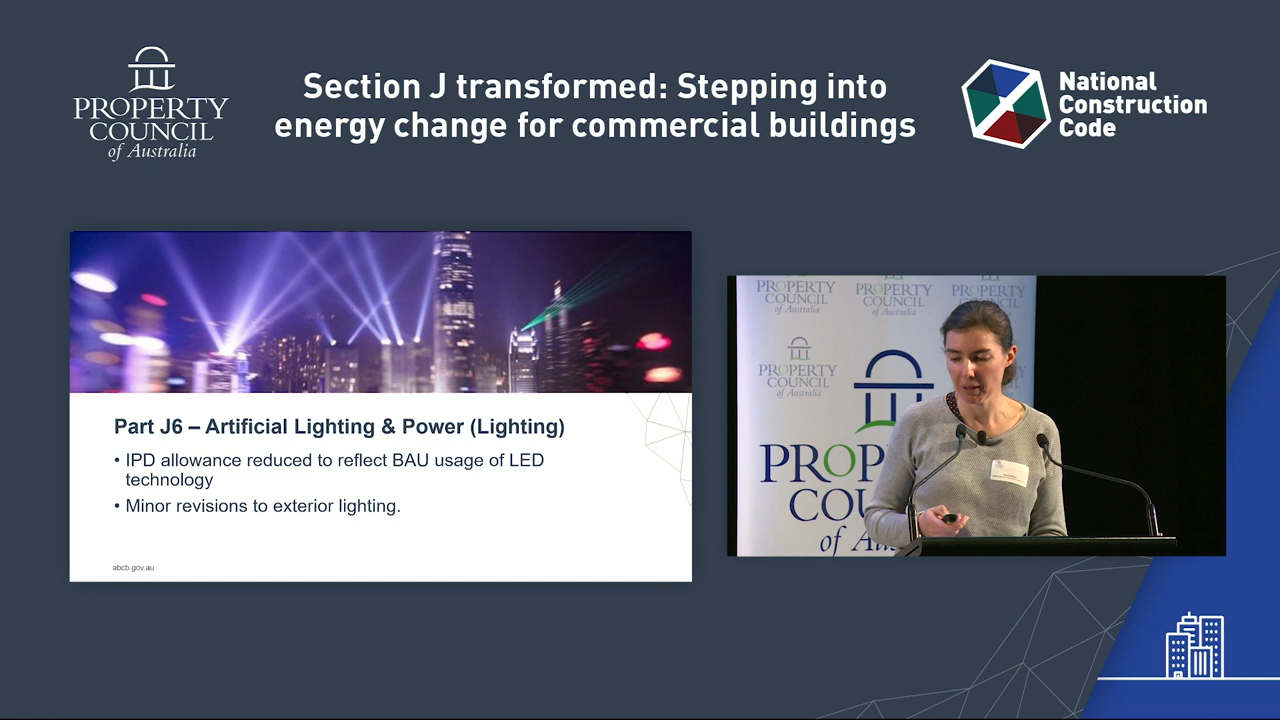 PROPERTY
COUNCIL
of Australia
Section J transformed: Stepping into
energy change for commercial buildings
National
Construction
Code
Part J6 – Artificial Lighting & Power (Lighting)
• IPD allowance reduced to reflect BAU usage of LED
technology
• Minor revisions to exterior lighting.
abcb.gov.au
PROPERTY
COUNCIL
of Australia
PROPERTY
COUNCIL
of Australia
PROPERTY
COUNCIL
of Australia
PROPERTY
COUNCIL
of Australia
PROP
COU
of Au